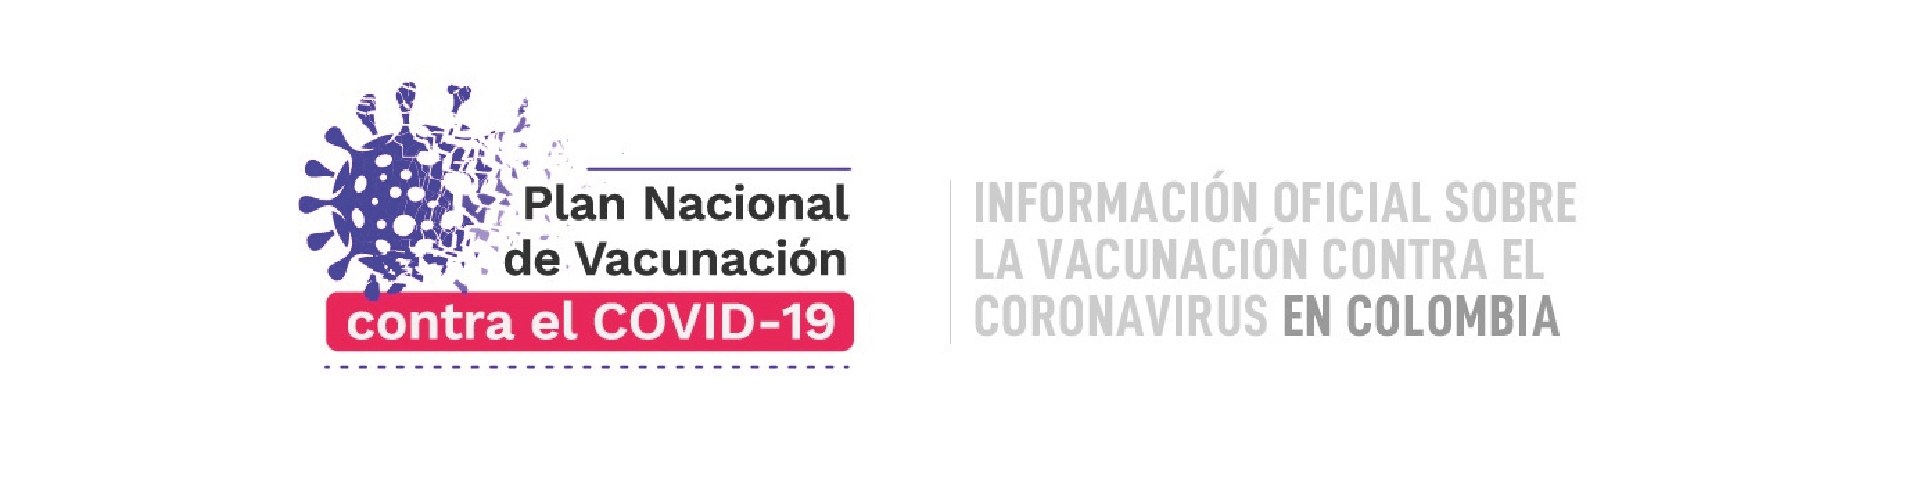 Plan Nacional
de Vacunación
contra el COVID-19
INFORMACIÓN OFICIAL SOBRE
LA VACUNACIÓN CONTRA EL
CORONAVIRUS EN COLOMBIA